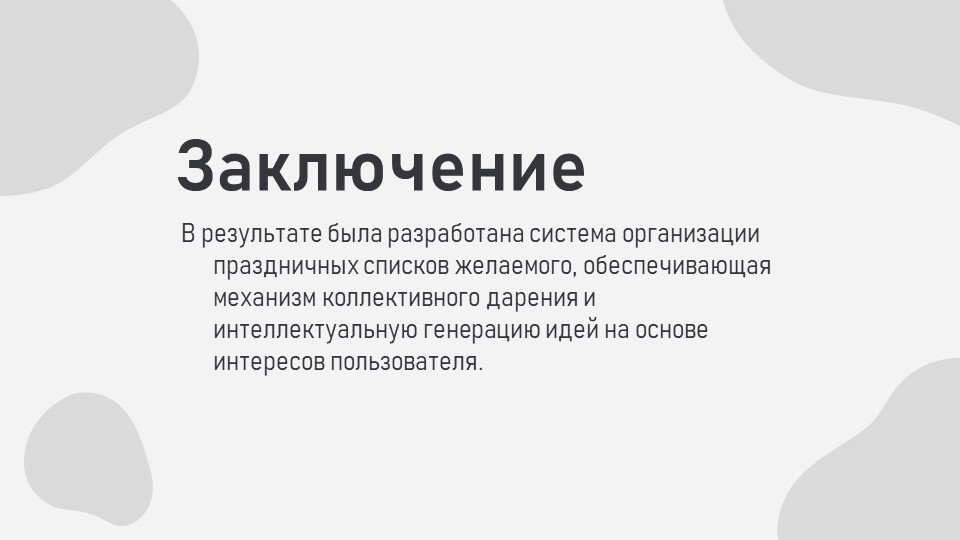 Заключение
В результате была разработана система организации
праздничных списков желаемого, обеспечивающая
механизм коллективного дарения и
интеллектуальную генерацию идей на основе
интересов пользователя.